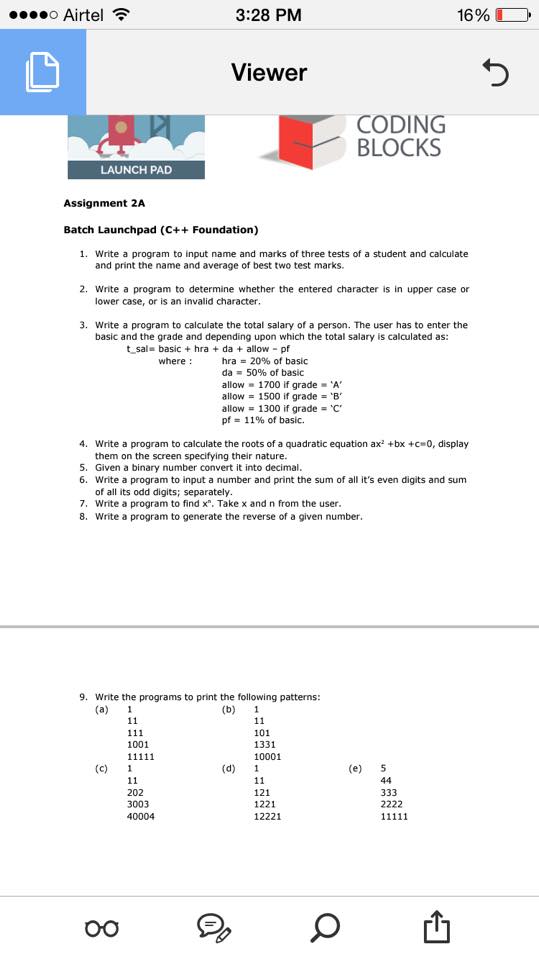 Airtel 3:28 PM 16%
Viewer
CODING
BLOCKS
LAUNCH PAD
Assignment 2A
Batch Launchpad (C++ Foundation)
1. Write a program to input name and marks of three tests of a student and calculate
and print the name and average of best two test marks.
2. Write a program to determine whether the entered character is in upper case or
lower case, or is an invalid character.
3. Write a program to calculate the total salary of a person. The user has to enter the
basic and the grade and depending upon which the total salary is calculated as:
t_sal= basic + hra + da + allow – pf
where : hra = 20% of basic
da = 50% of basic
allow = 1700 if grade = ‘A’
allow = 1500 if grade = ‘B’
allow = 1300 if grade = ‘C’
pf = 11% of basic.
4. Write a program to calculate the roots of a quadratic equation ax² +bx +c=0, display
them on the screen specifying their nature.
5. Given a binary number convert it into decimal.
6. Write a program to input a number and print the sum of all it’s even digits and sum
of all its odd digits; separately.
7. Write a program to find xⁿ. Take x and n from the user.
8. Write a program to generate the reverse of a given number.
9. Write the programs to print the following patterns:
(a) 1 (b) 1
11 11
111 101
1001 1331
11111 10001
(c) 1 (d) 1 (e) 5
11 11 44
202 121 333
3003 1221 2222
40004 12221 11111